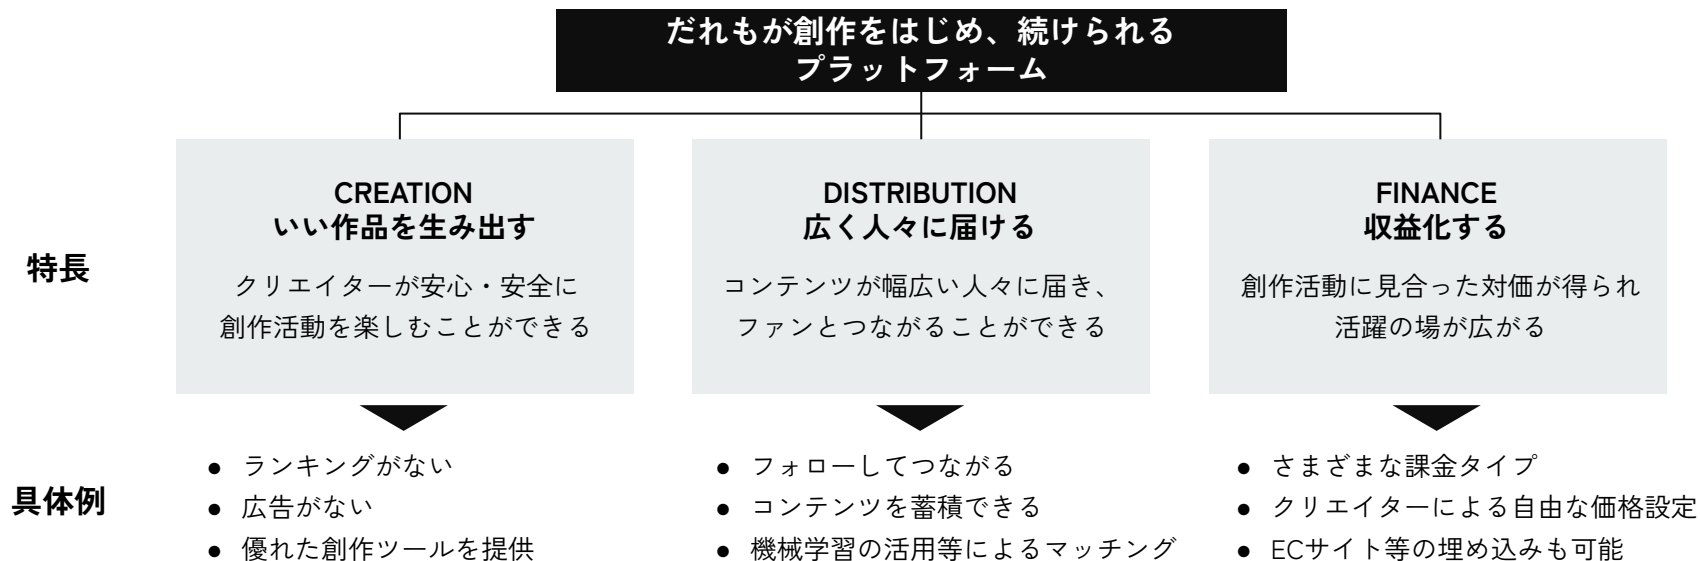 だれもが創作をはじめ、続けられる
プラットフォーム
特長
CREATION
いい作品を生み出す
クリエイターが安心・安全に
創作活動を楽しむことができる
DISTRIBUTION
広く人々に届ける
コンテンツが幅広い人々に届き、
ファンとつながることができる
FINANCE
収益化する
創作活動に見合った対価が得られ
活躍の場が広がる
具体例
● ランキングがない
● 広告がない
● 優れた創作ツールを提供
● フォローしてつながる
● コンテンツを蓄積できる
● 機械学習の活用等によるマッチング
● さまざまな課金タイプ
● クリエイターによる自由な価格設定
● ECサイト等の埋め込みも可能